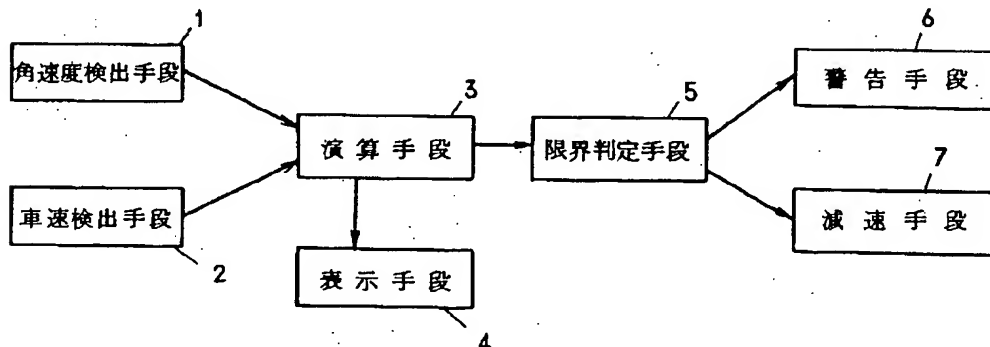 1
角速度検出手段
車速検出手段
2
3
演算手段
表示手段
4
5
限界判定手段
6
警告手段
7
減速手段